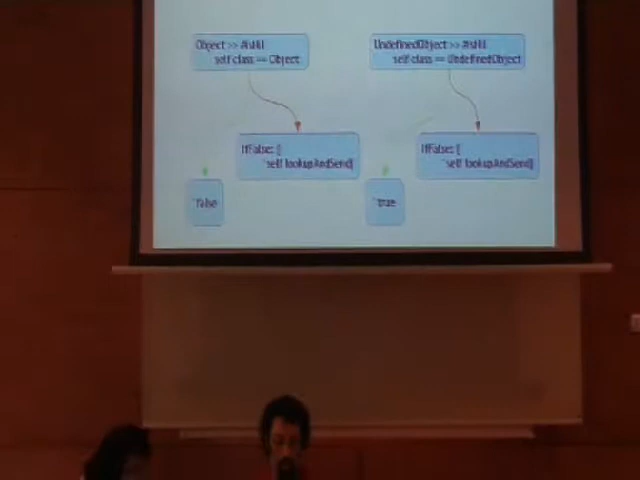 Object >> #isNil
self class == Object
UndefinedObject >> #isNil
self class == UndefinedObject
ifFalse: [
^self lookupAndSend]
ifFalse: [
^self lookupAndSend]
^false
^true